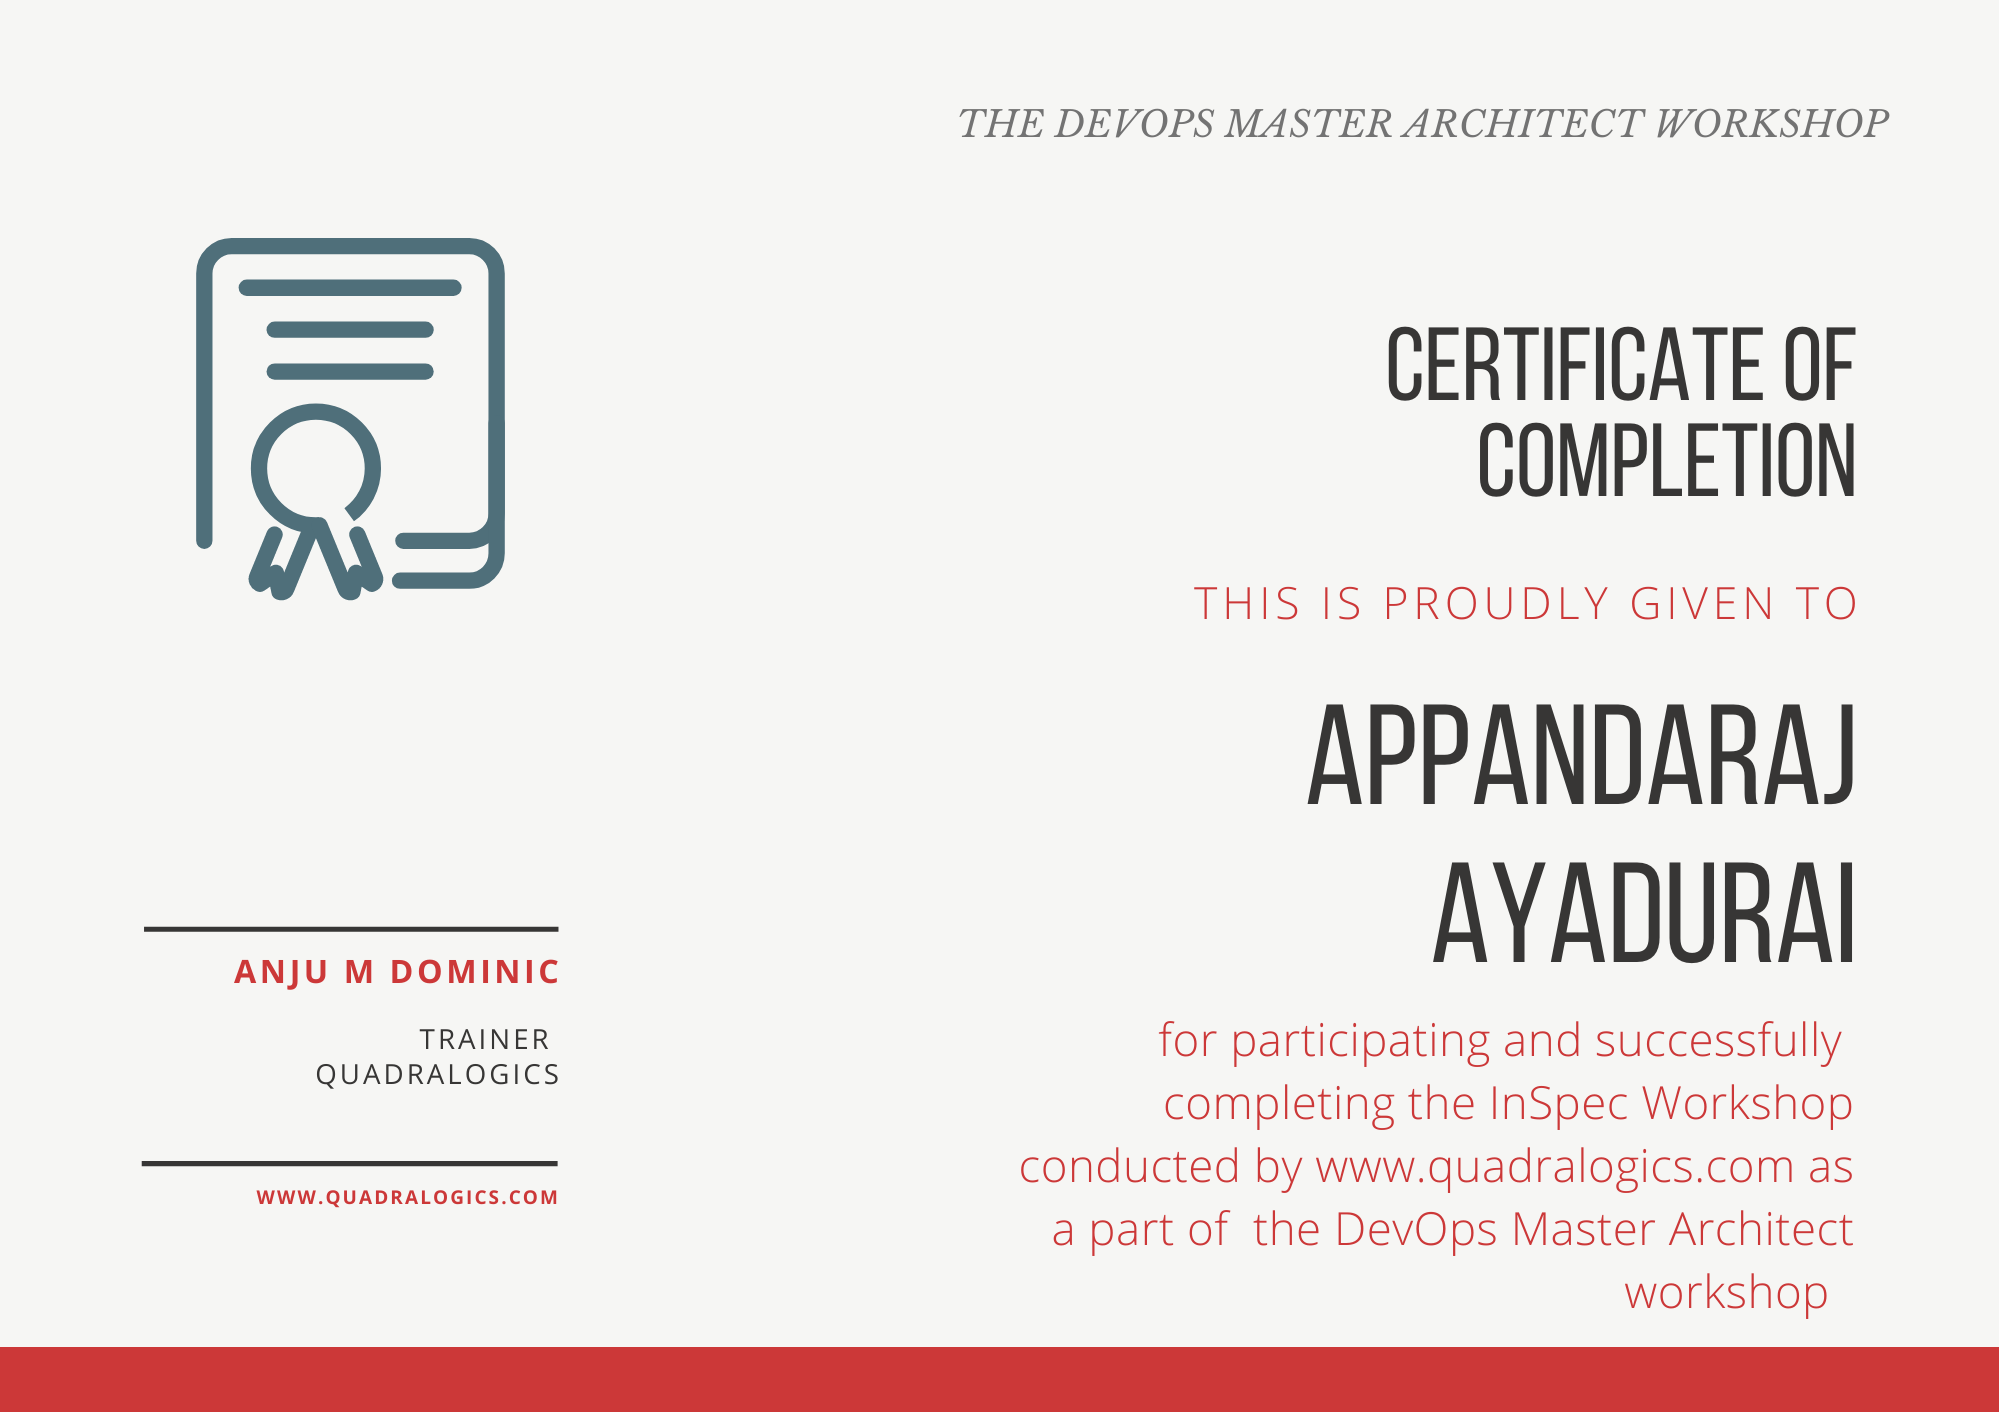 THE DEVOPS MASTER ARCHITECT WORKSHOP
CERTIFICATE OF
COMPLETION
THIS IS PROUDLY GIVEN TO
APPANDARAJ
AYADURAI
for participating and successfully
completing the InSpec Workshop
conducted by www.quadralogics.com as
a part of  the DevOps Master Architect
workshop
ANJU M DOMINIC
TRAINER
QUADRALOGICS
WWW.QUADRALOGICS.COM